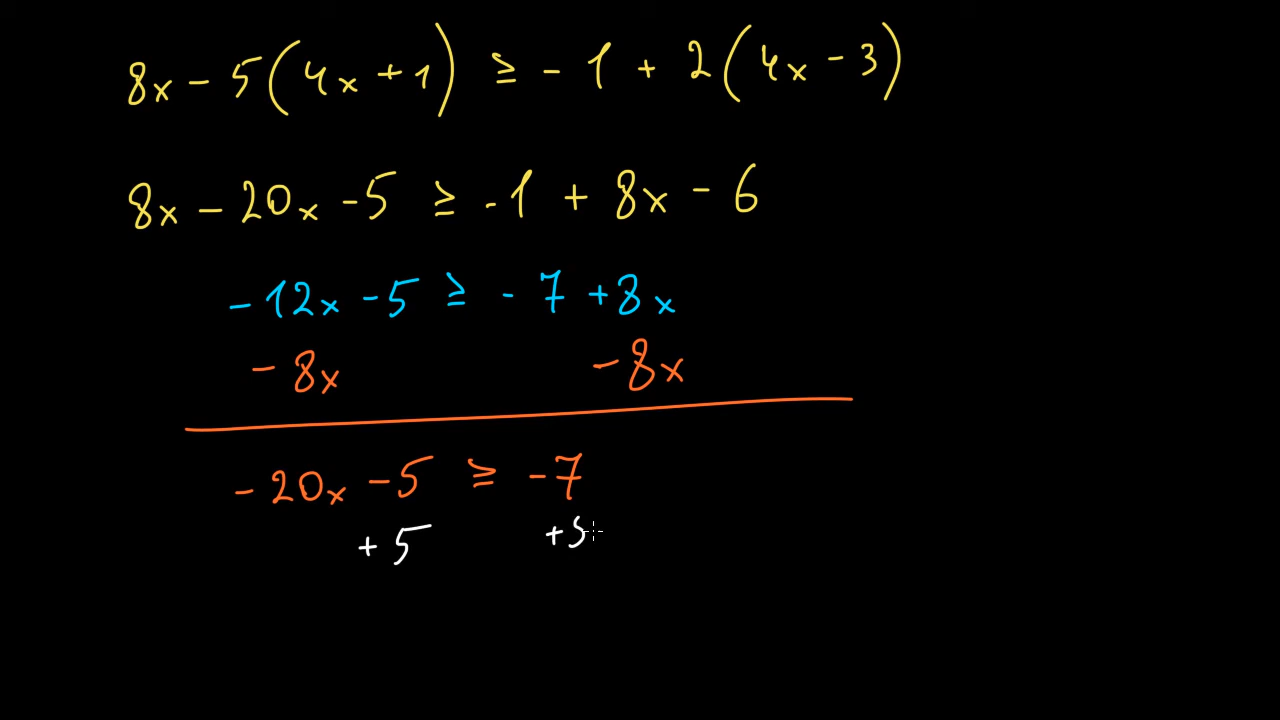 8x - 5(4x + 1) ≥ - 1 + 2(4x - 3)
8x - 20x - 5 ≥ - 1 + 8x - 6
- 12x - 5 ≥ - 7 + 8x
- 8x - 8x
- 20x - 5 ≥ - 7
+ 5 + 5